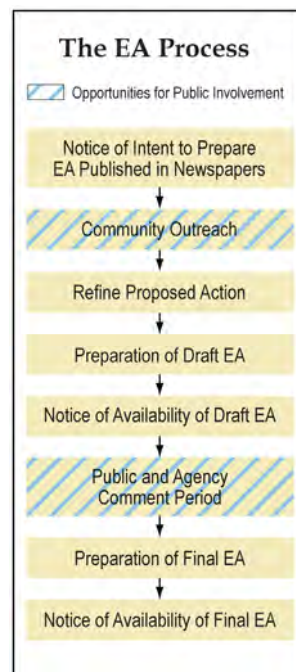 The EA Process
Opportunities for Public Involvement
Notice of Intent to Prepare
EA Published in Newspapers
Community Outreach
Refine Proposed Action
Preparation of Draft EA
Notice of Availability of Draft EA
Public and Agency
Comment Period
Preparation of Final EA
Notice of Availability of Final EA